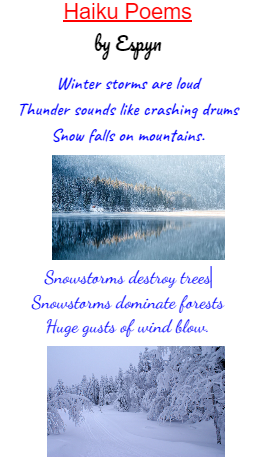 Haiku Poems
by Espyn
Winter storms are loud
Thunder sounds like crashing drums
Snow falls on mountains.
Snowstorms destroy trees
Snowstorms dominate forests
Huge gusts of wind blow.